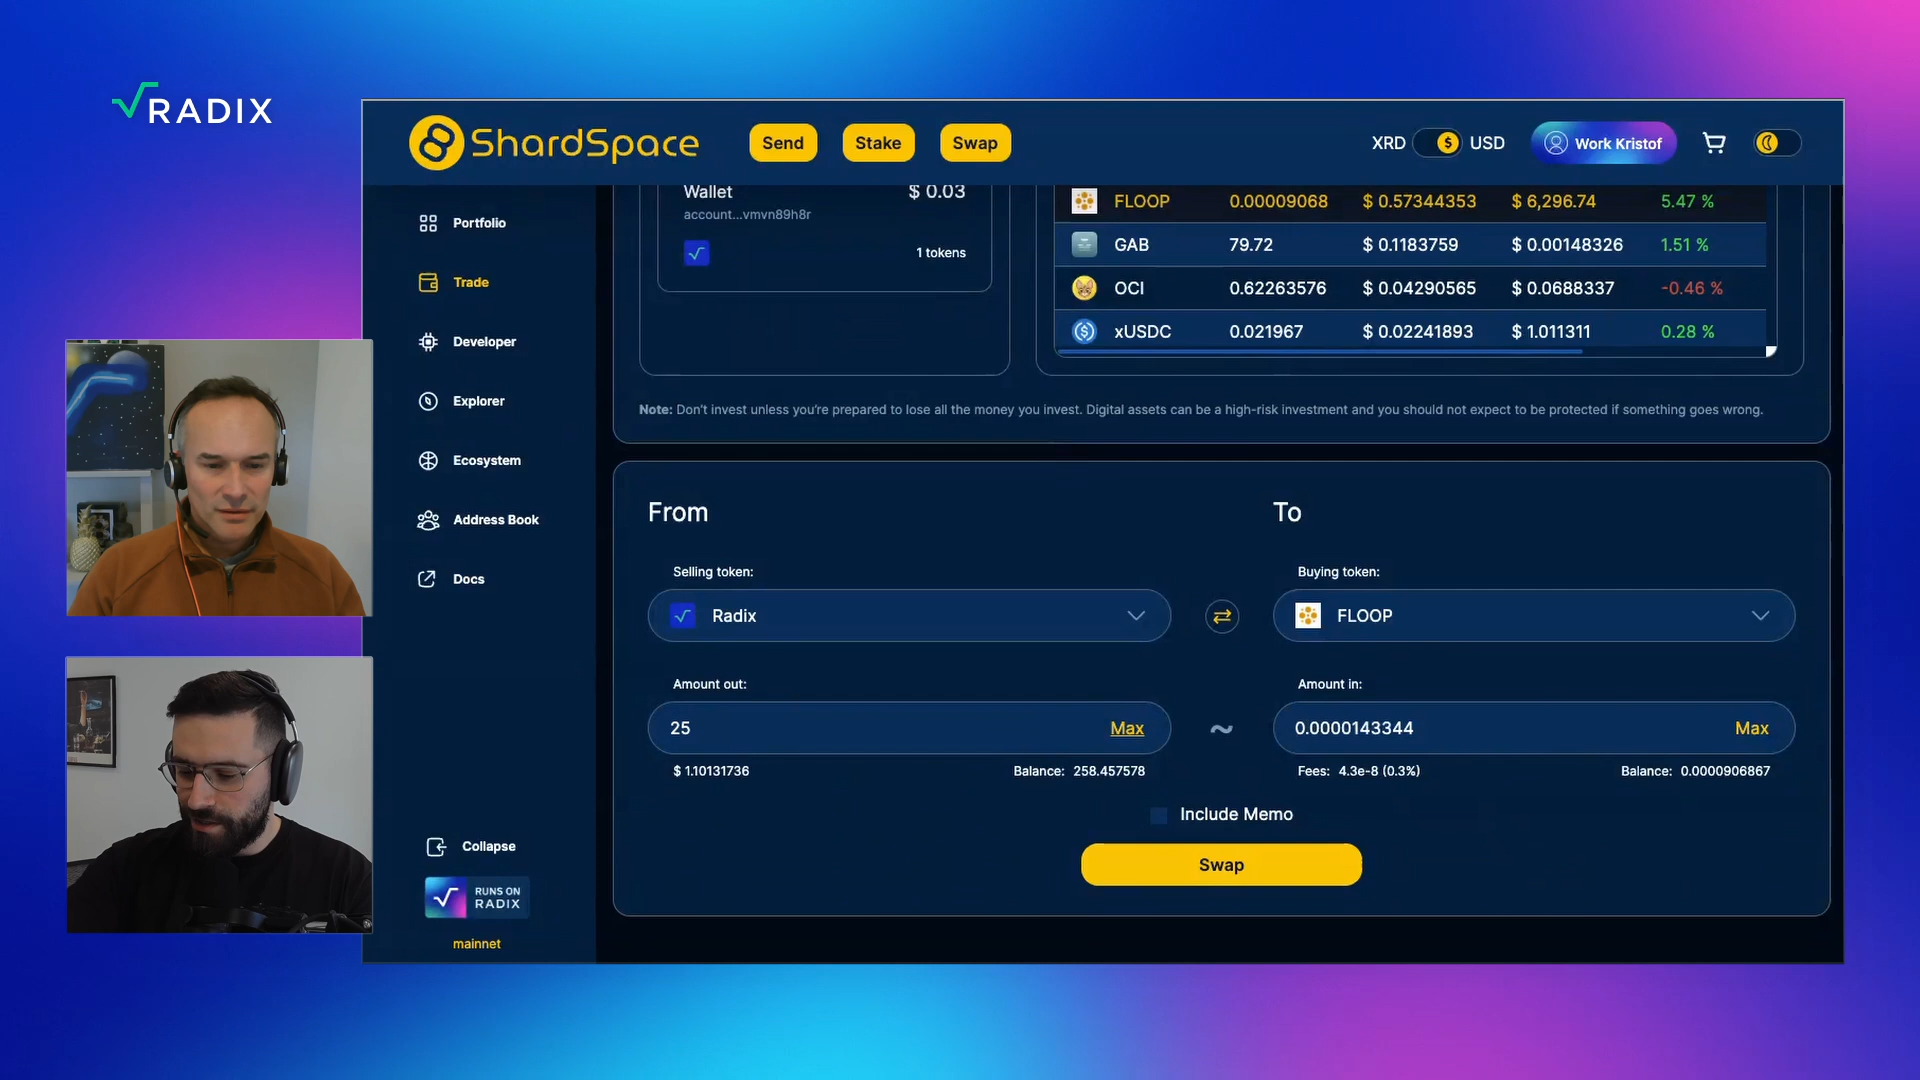 RADIX
ShardSpace
Send
Stake
Swap
XRD
$
USD
Work Kristof
Portfolio
Trade
Developer
Explorer
Ecosystem
Address Book
Docs
Collapse
RUNS ON
RADIX
mainnet
Wallet
$ 0.03
account...vmvn89h8r
1 tokens
FLOOP 0.00009068 $ 0.57344353 $ 6,296.74 5.47 %
GAB 79.72 $ 0.1183759 $ 0.00148326 1.51 %
OCI 0.62263576 $ 0.04290565 $ 0.0688337 -0.46 %
xUSDC 0.021967 $ 0.02241893 $ 1.011311 0.28 %
Note: Don't invest unless you're prepared to lose all the money you invest. Digital assets can be a high-risk investment and you should not expect to be protected if something goes wrong.
From
Selling token:
Radix
Amount out:
25
Max
$ 1.10131736
Balance: 258.457578
To
Buying token:
FLOOP
Amount in:
0.0000143344
Max
Fees: 4.3e-8 (0.3%)
Balance: 0.0000906867
Include Memo
Swap